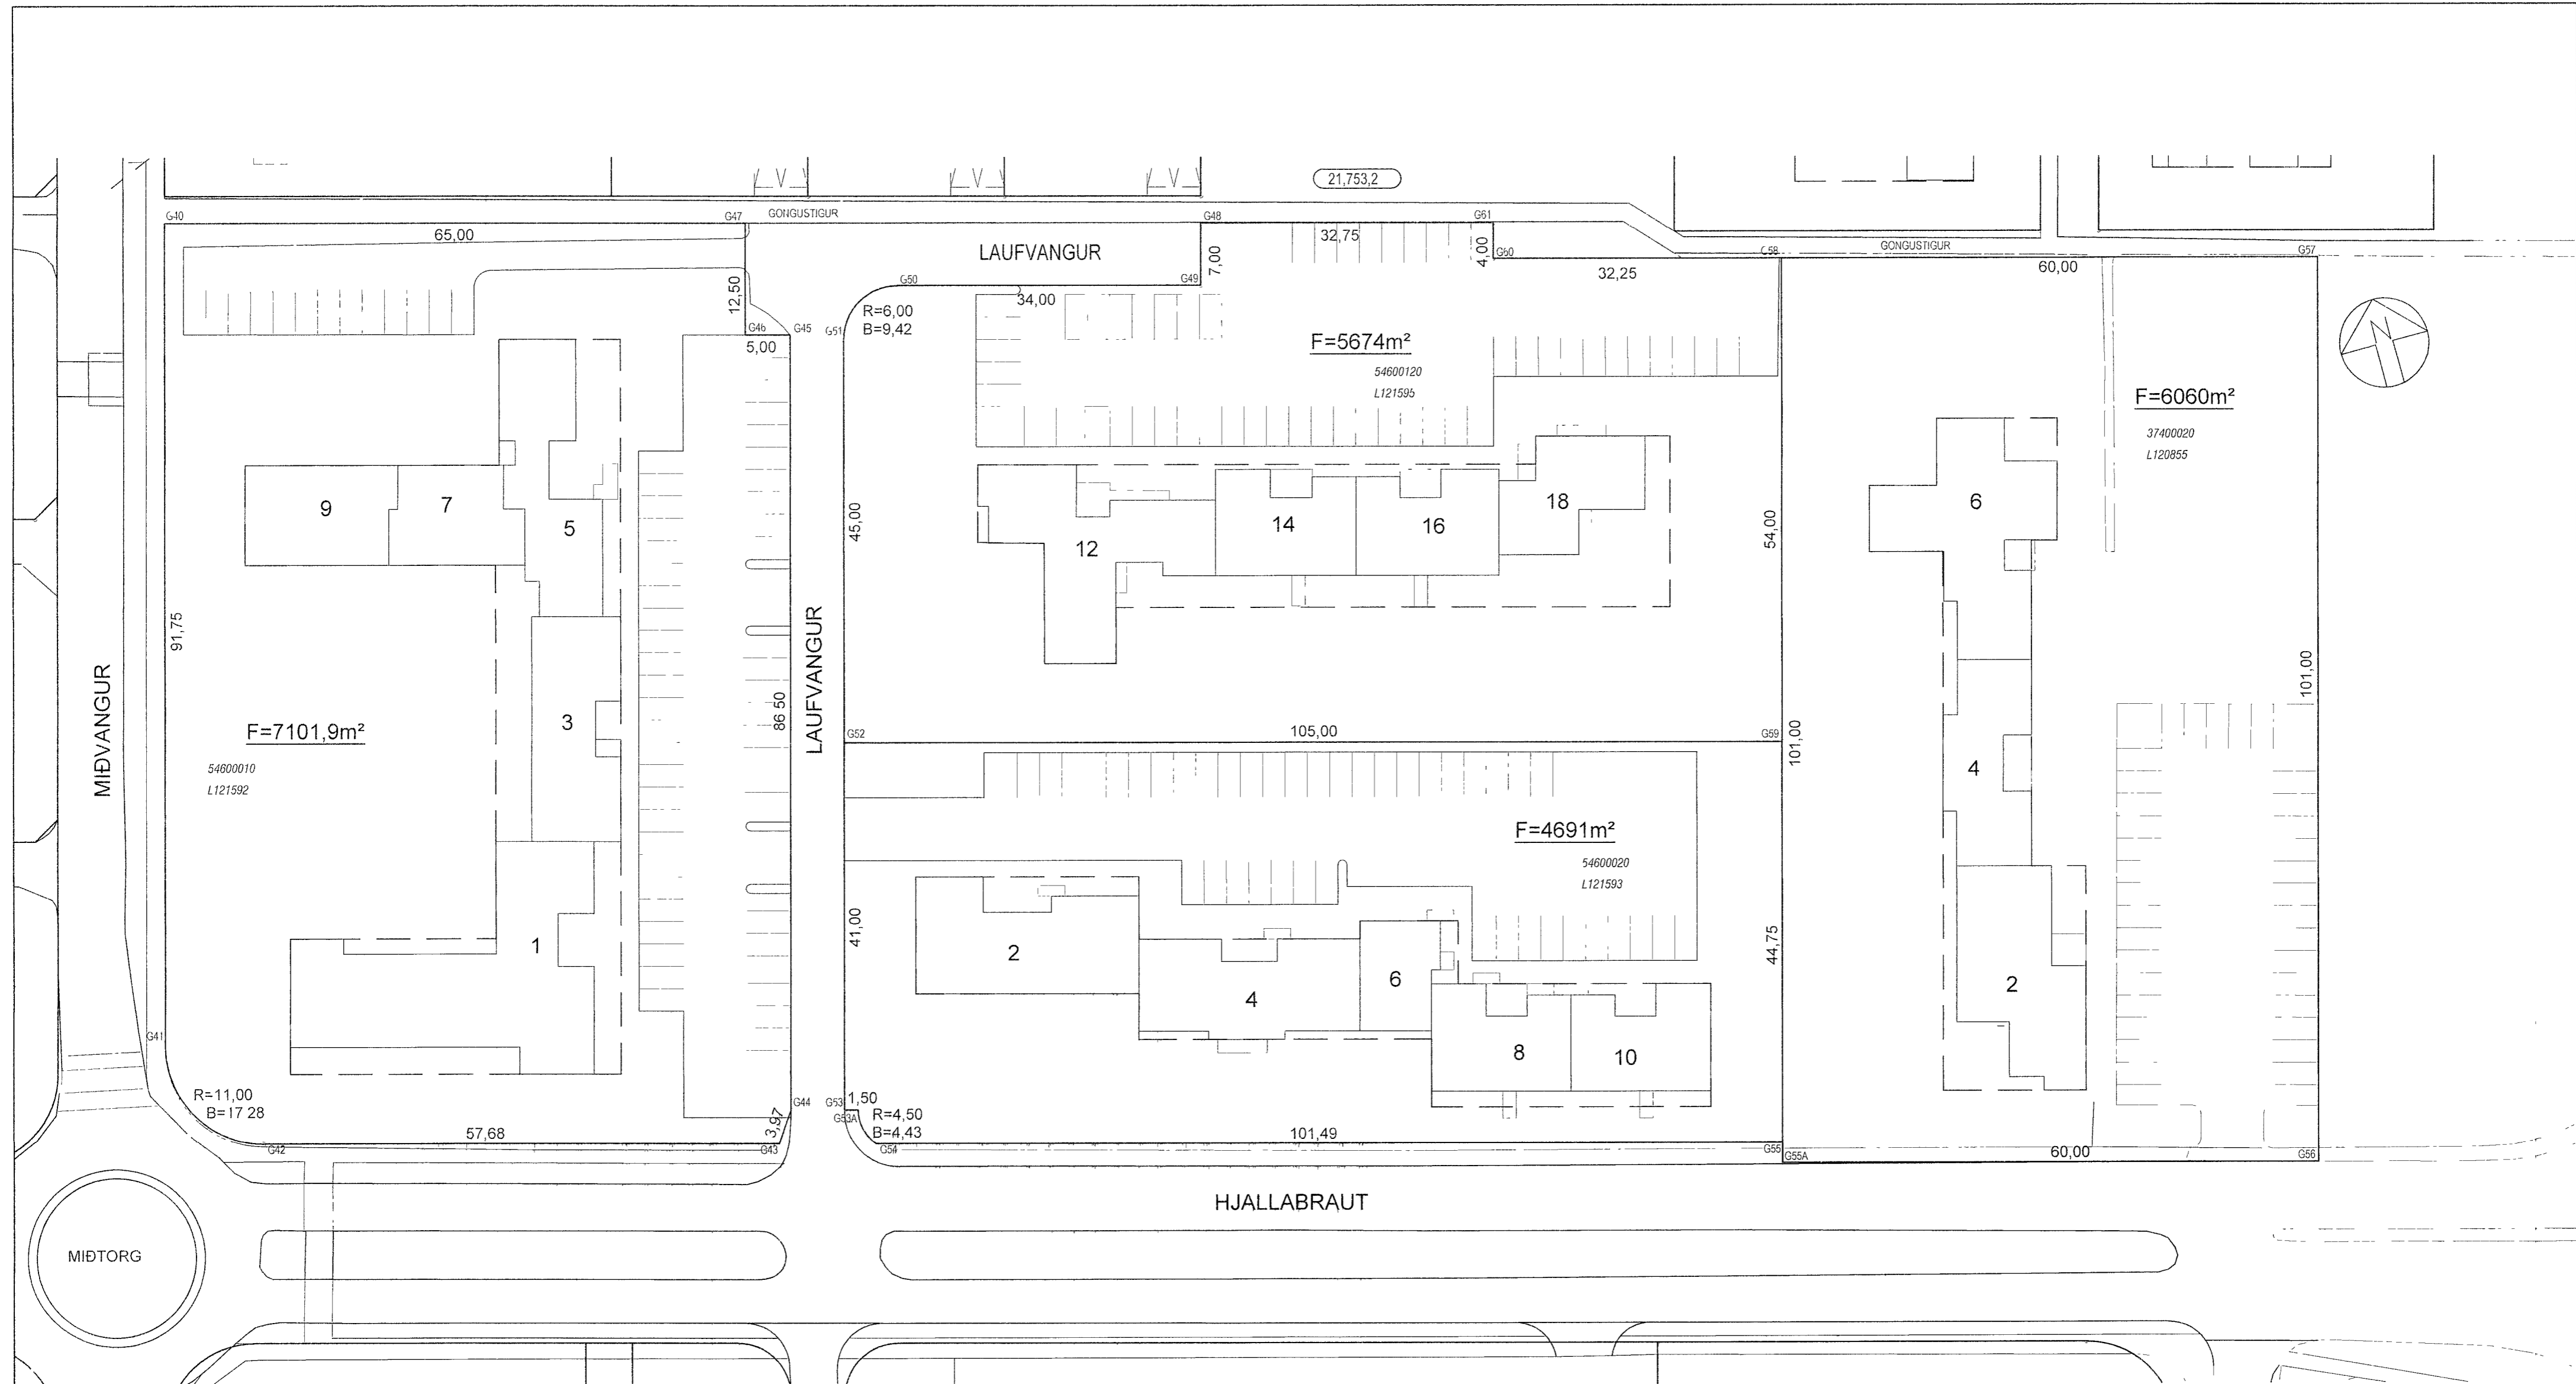 21,753,2
G40
G47
GONGUSTIGUR
G48
G61
65,00
LAUFVANGUR
7,00
32,75
4,00
G60
G58
GONGUSTIGUR
G57
12,50
G50
34,00
G49
32,25
60,00
R=6,00
B=9,42
G46
G45
G51
5,00
F=5674m²
54600120
L121595
F=6060m²
37400020
L120855
N
9
7
5
12
14
16
18
6
45,00
54,00
91,75
MIÐVANGUR
F=7101,9m²
54600010
L121592
3
86 50
LAUFVANGUR
G52
105,00
G59
101,00
101,00
4
F=4691m²
54600020
L121593
1
41,00
2
4
6
8
10
44,75
2
G41
R=11,00
B=17 28
57,68
3,97
G44
G53
1,50
G53A
R=4,50
B=4,43
101,49
G42
G43
G54
G55
G55A
60,00
G56
HJALLABRAUT
MIÐTORG